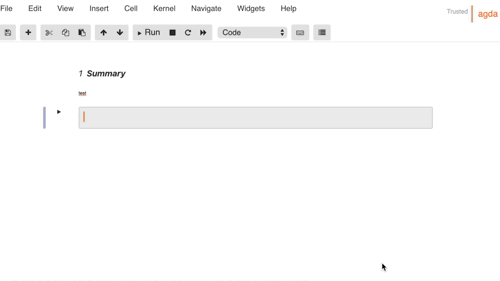 File Edit View Insert Cell Kernel Navigate Widgets Help
Trusted agda
Run Code
1 Summary
test